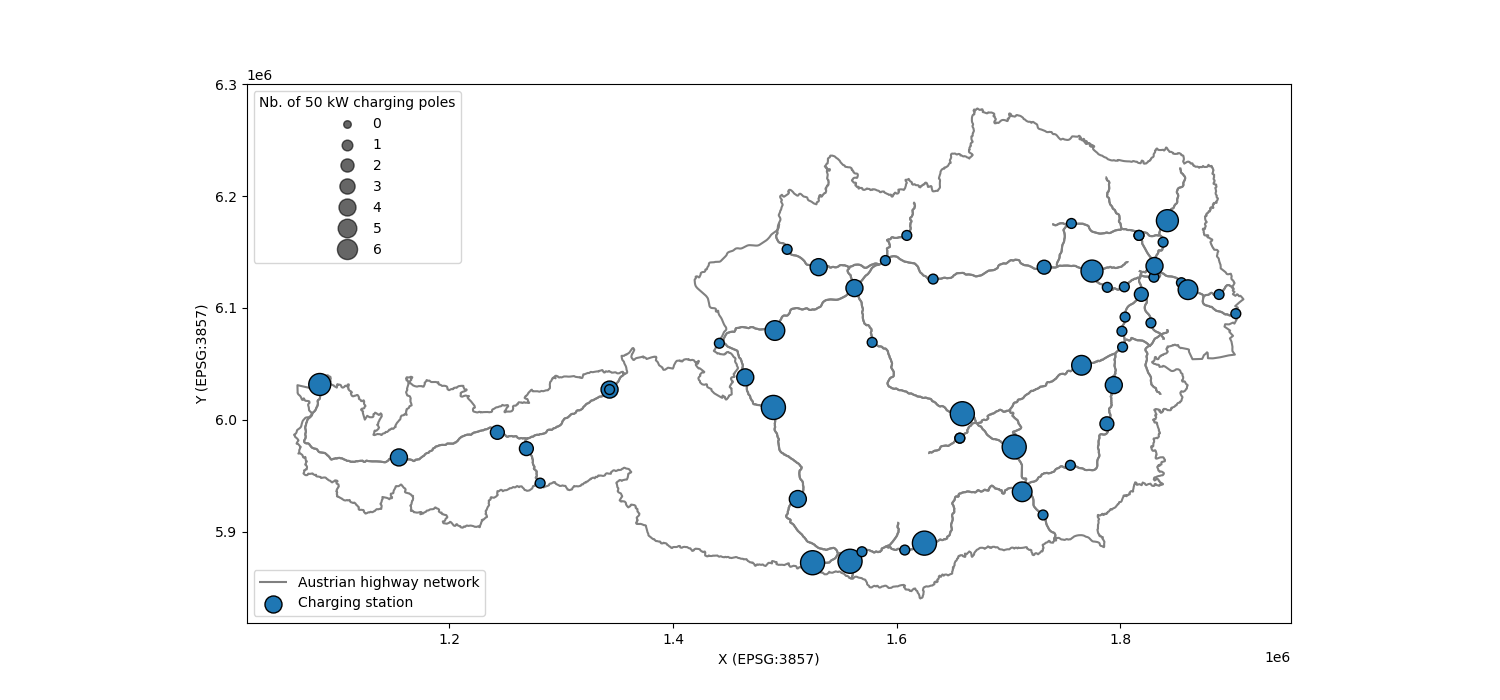 1e6
6.3
Nb. of 50 kW charging poles
0
1
2
3
4
5
6
6.2
6.1
6.0
5.9
Y (EPSG:3857)
Austrian highway network
Charging station
1.2
1.4
1.6
1.8
X (EPSG:3857)
1e6